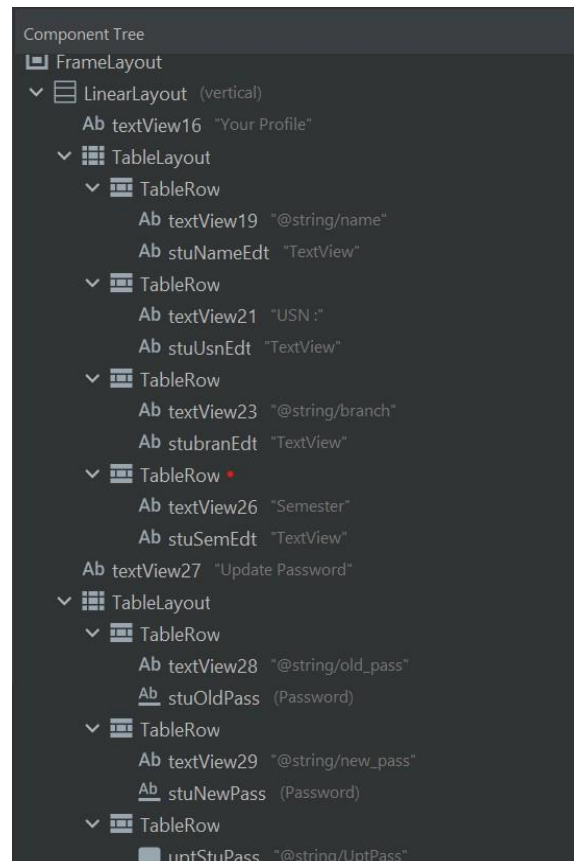 Component Tree
FrameLayout
LinearLayout (vertical)
Ab textView16 "Your Profile"
TableLayout
TableRow
Ab textView19 "@string/name"
Ab stuNameEdt "TextView"
TableRow
Ab textView21 "USN :"
Ab stuUsnEdt "TextView"
TableRow
Ab textView23 "@string/branch"
Ab stubranEdt "TextView"
TableRow
Ab textView26 "Semester"
Ab stuSemEdt "TextView"
Ab textView27 "Update Password"
TableLayout
TableRow
Ab textView28 "@string/old_pass"
Ab stuOldPass (Password)
TableRow
Ab textView29 "@string/new_pass"
Ab stuNewPass (Password)
TableRow
uptStuPass "@string/UptPass"